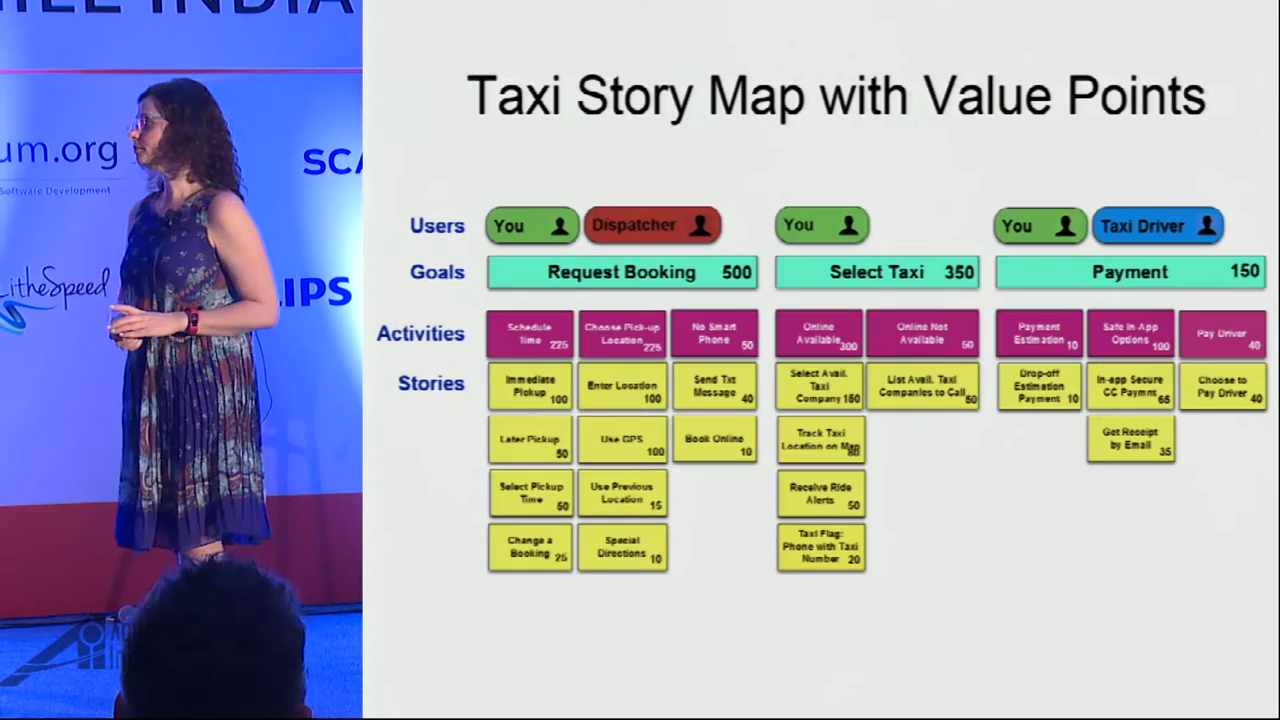 ILE INDIA
um.org
Software Development
SCA
LitheSpeed
LIPS
Taxi Story Map with Value Points
Users
You
Dispatcher
You
You
Taxi Driver
Goals
Request Booking 500
Select Taxi 350
Payment 150
Activities
Schedule
Time 225
Choose Pick-up
Location 225
No Smart
Phone 50
Online
Available 300
Online Not
Available 50
Payment
Estimation 10
Safe In-App
Options 100
Pay Driver
40
Stories
Immediate
Pickup 100
Enter Location
100
Send Txt
Message 40
Select Avail.
Taxi
Company 150
List Avail. Taxi
Companies to Call 50
Drop-off
Estimation
Payment 10
In-app Secure
CC Paymnt 65
Choose to
Pay Driver 40
Later Pickup
50
Use GPS
100
Book Online
10
Track Taxi
Location on Map
80
Get Receipt
by Email 35
Select Pickup
Time 50
Use Previous
Location 15
Receive Ride
Alerts 50
Change a
Booking 25
Special
Directions 10
Taxi Flag:
Phone with Taxi
Number 20